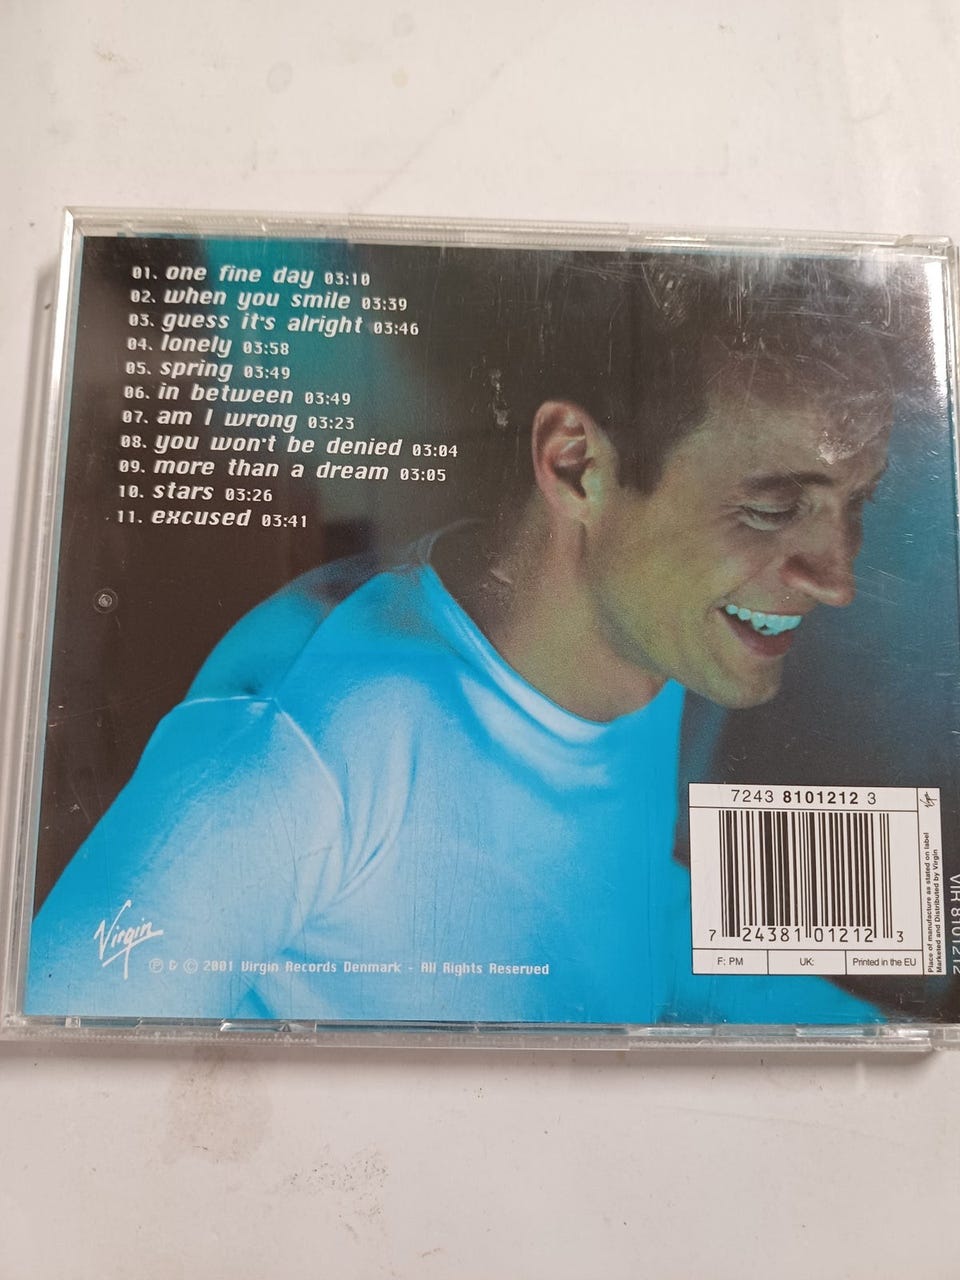 01. one fine day 03:10
02. when you smile 03:39
03. guess it's alright 03:46
04. lonely 03:58
05. spring 03:49
06. in between 03:49
07. am I wrong 03:23
08. you won't be denied 03:04
09. more than a dream 03:05
10. stars 03:26
11. excused 03:41
Virgin
℗ & © 2001 Virgin Records Denmark - All Rights Reserved
7243 8101212 3
7 24381 01212 3
F: PM
UK:
Printed in the EU
Place of manufacture as stated on label
Marketed and Distributed by Virgin
VIR 8101212